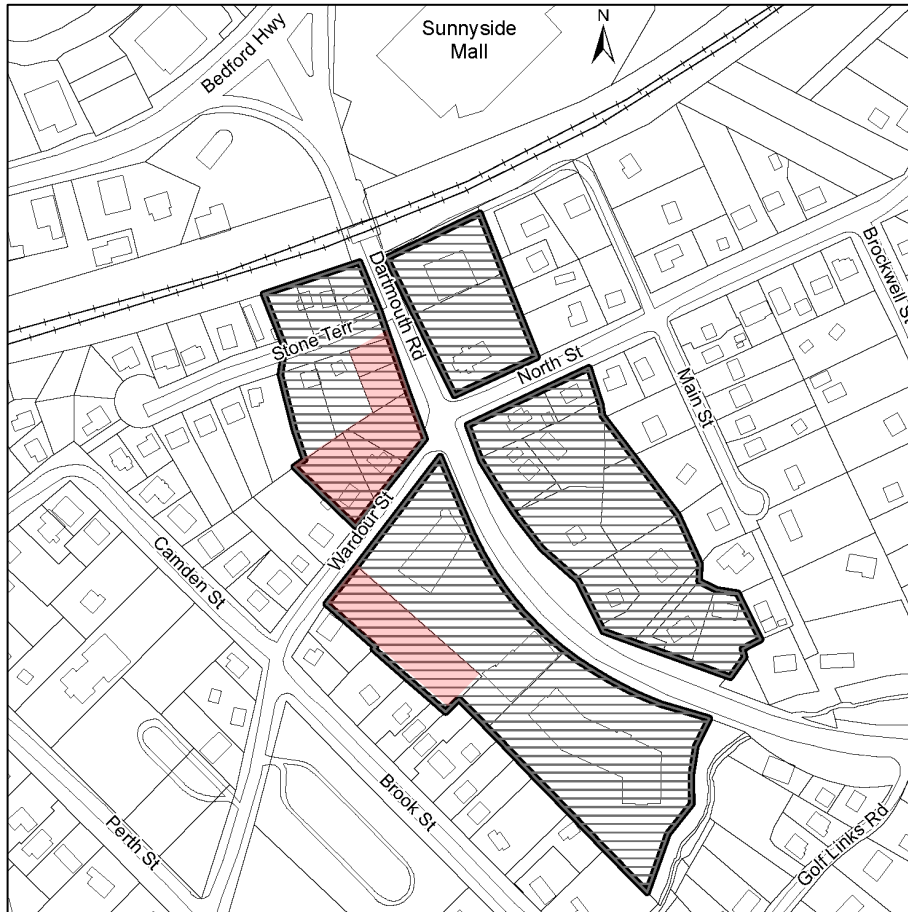 Bedford Hwy
Sunnyside
Mall
N
Dartmouth Rd
Brockwell St
Stone Terr
North St
Main St
Wardour St
Camden St
Brook St
Perth St
Golf Links Rd